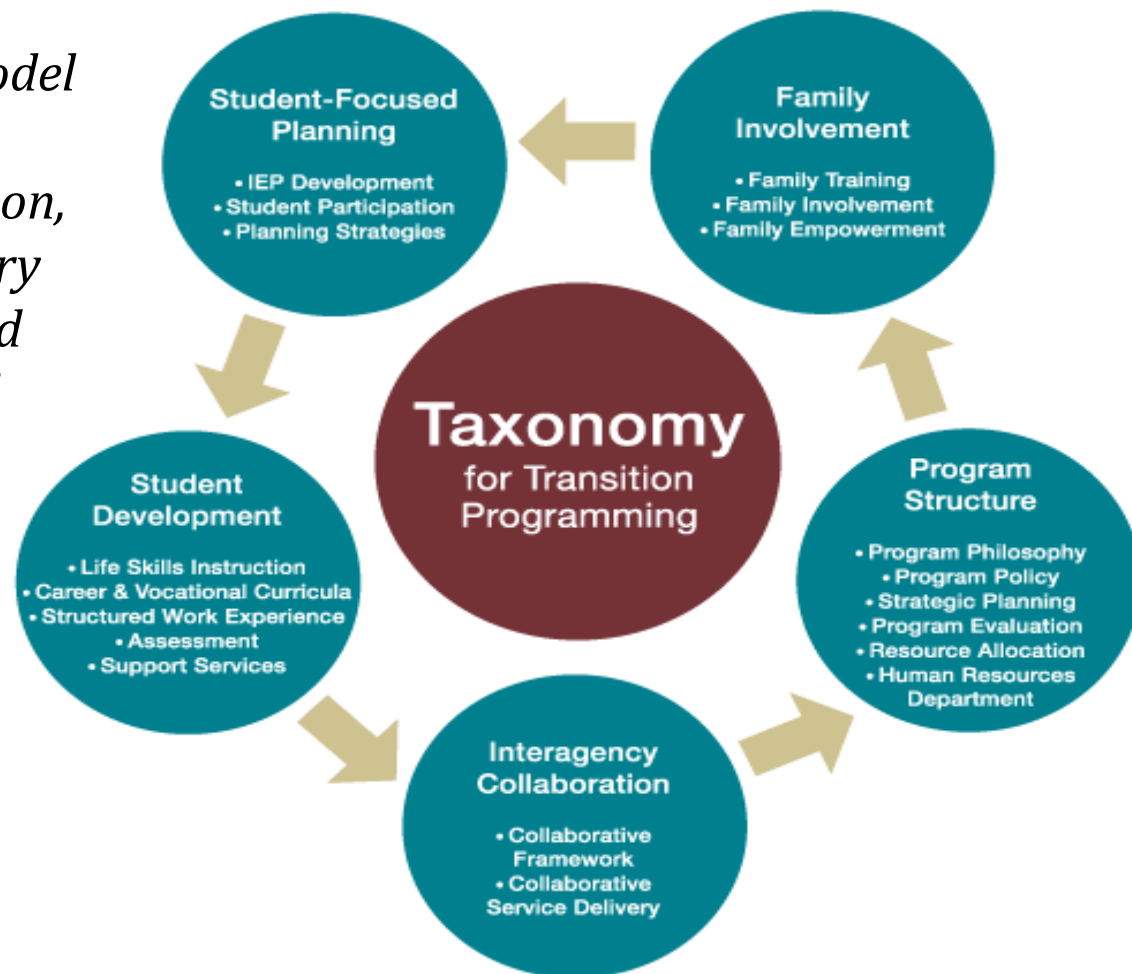 Student-Focused
Planning
• IEP Development
• Student Participation
• Planning Strategies
Family
Involvement
• Family Training
• Family Involvement
• Family Empowerment
Taxonomy
for Transition
Programming
Student
Development
• Life Skills Instruction
• Career & Vocational Curricula
• Structured Work Experience
• Assessment
• Support Services
Program
Structure
• Program Philosophy
• Program Policy
• Strategic Planning
• Program Evaluation
• Resource Allocation
• Human Resources
Department
Interagency
Collaboration
• Collaborative
Framework
• Collaborative
Service Delivery